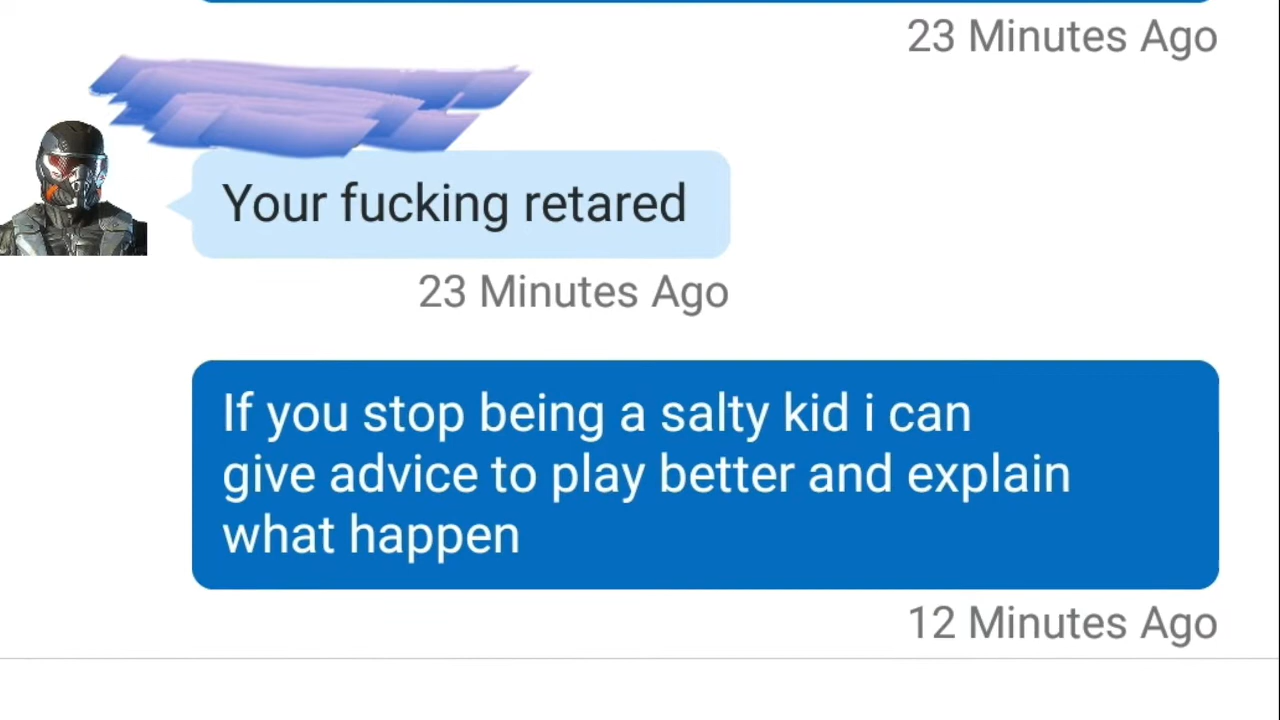 23 Minutes Ago
Your fucking retared
23 Minutes Ago
If you stop being a salty kid i can
give advice to play better and explain
what happen
12 Minutes Ago